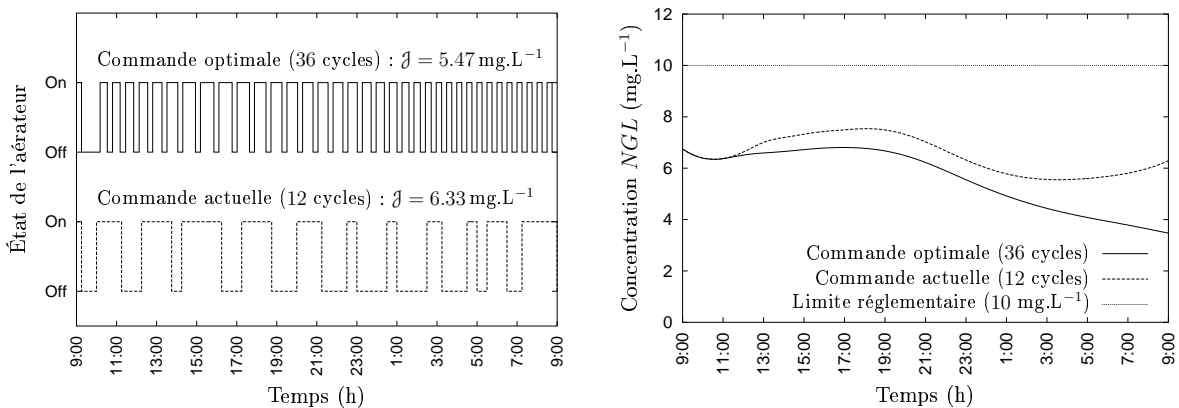 État de l'aérateur
Commande optimale (36 cycles) : 𝒥 = 5.47 mg.L⁻¹
On
Off
Commande actuelle (12 cycles) : 𝒥 = 6.33 mg.L⁻¹
On
Off
9:00 11:00 13:00 15:00 17:00 19:00 21:00 23:00 1:00 3:00 5:00 7:00 9:00
Temps (h)
Concentration NGL (mg.L⁻¹)
12
10
8
6
4
2
0
Commande optimale (36 cycles)
Commande actuelle (12 cycles)
Limite réglementaire (10 mg.L⁻¹)
9:00 11:00 13:00 15:00 17:00 19:00 21:00 23:00 1:00 3:00 5:00 7:00 9:00
Temps (h)